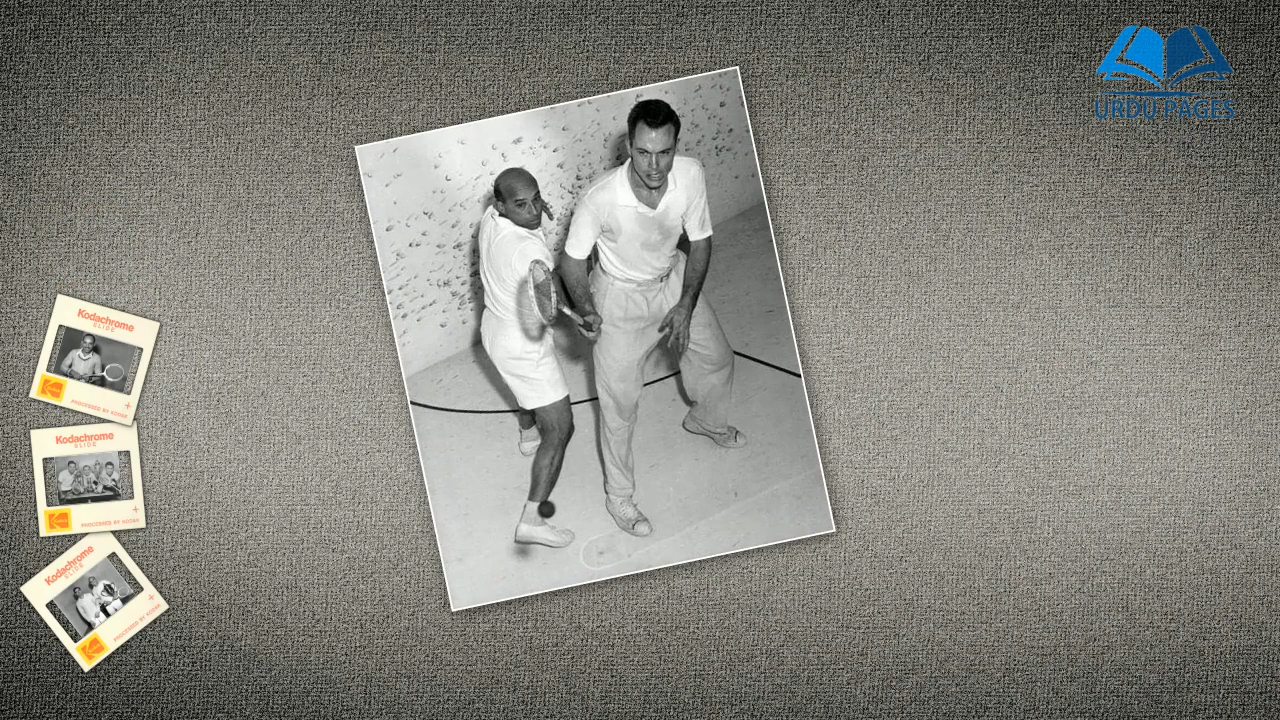 URDU PAGES
Kodachrome
SLIDE
PROCESSED BY KODAK
Kodachrome
SLIDE
PROCESSED BY KODAK
Kodachrome
SLIDE
PROCESSED BY KODAK